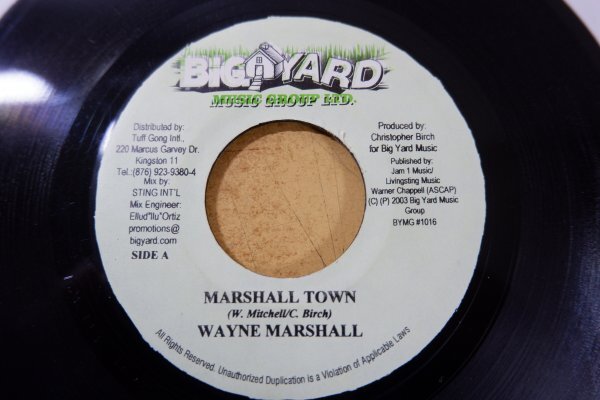 BIG YARD
MUSIC GROUP LTD.
Distributed by:
Tuff Gong Intl.,
220 Marcus Garvey Dr.
Kingston 11
Tel.:(876) 923-9380-4
Mix by:
STING INT'L
Mix Engineer:
Ellud"Ilu"Ortiz
promotions@
bigyard.com
SIDE A
Produced by:
Christopher Birch
for Big Yard Music
Published by:
Jam 1 Music/
Livingsting Music
Warner Chappell (ASCAP)
(C) (P) 2003 Big Yard Music
Group
BYMG #1016
MARSHALL TOWN
(W. Mitchell/C. Birch)
WAYNE MARSHALL
All Rights Reserved. Unauthorized Duplication is a Violation of Applicable Laws